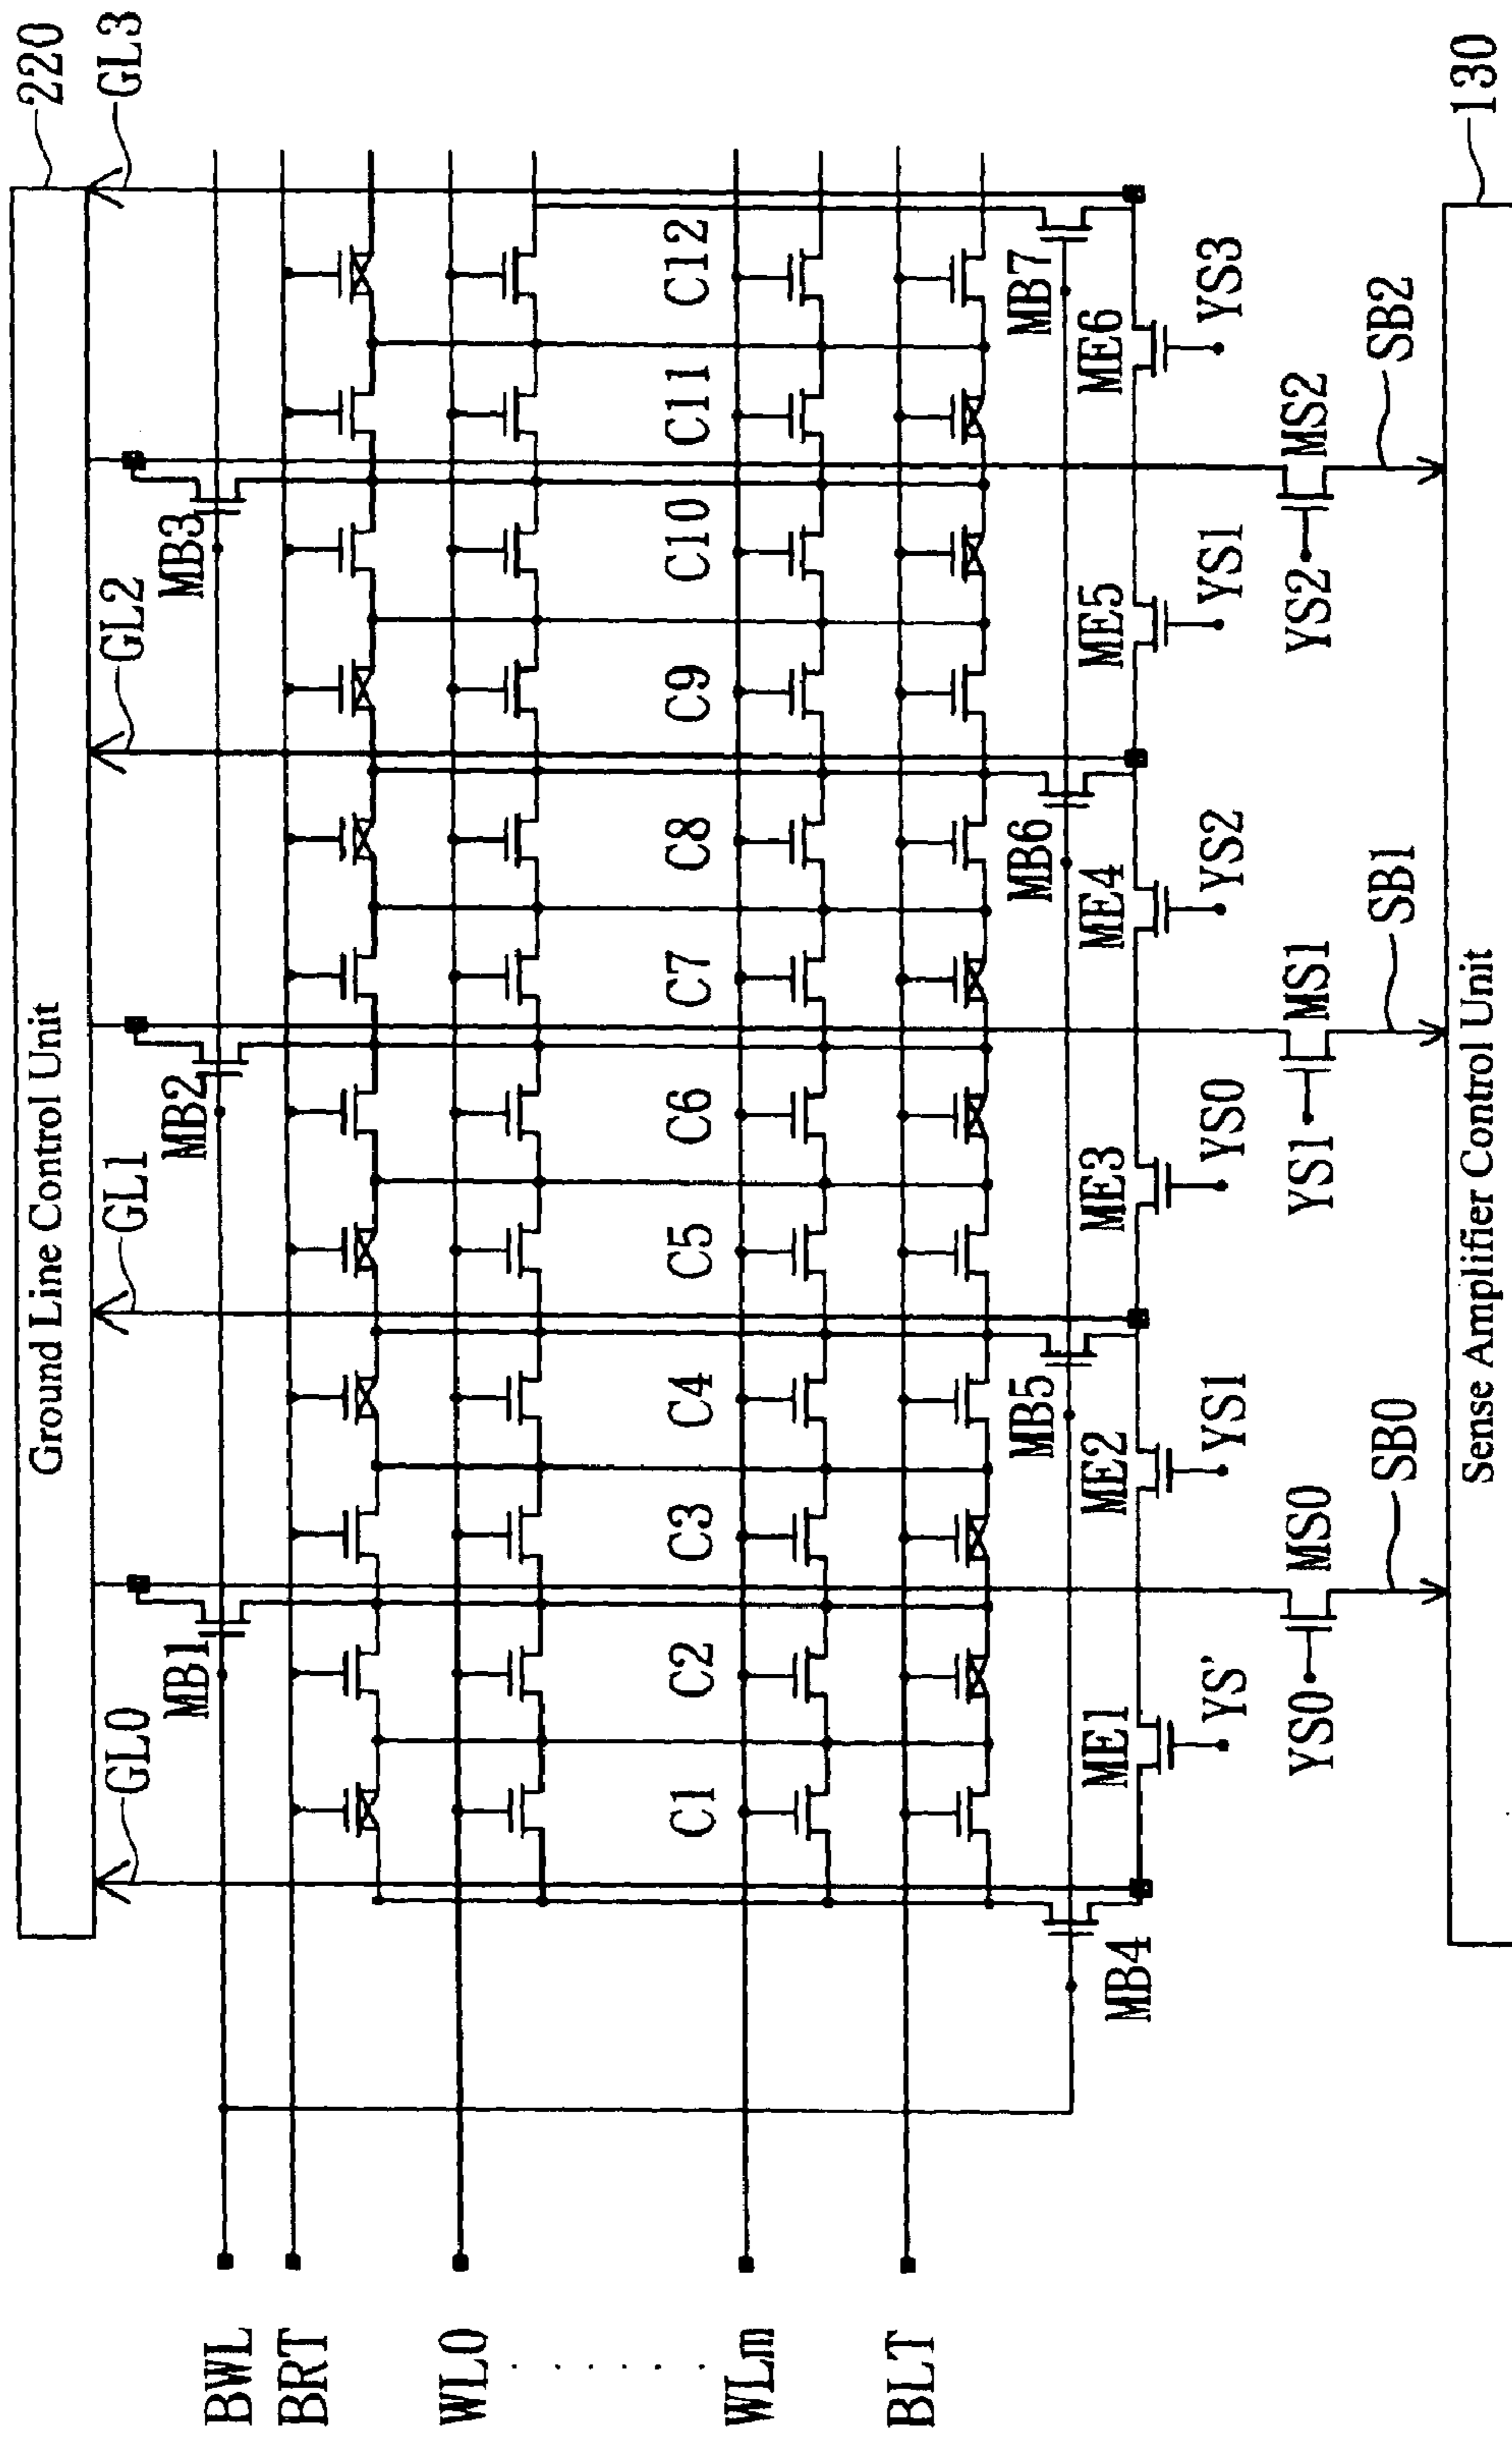 Ground Line Control Unit
220
GL0
GL1
GL2
GL3
MB1
MB2
MB3
BWL
BRT
WL0
. . . . . . .
WLm
BLT
C1
C2
C3
C4
C5
C6
C7
C8
C9
C10
C11
C12
MB4
MB5
MB6
MB7
ME1
ME2
ME3
ME4
ME5
ME6
YS'
YS1
YS0
YS2
YS1
YS3
YS0
MS0
YS1
MS1
YS2
MS2
SB0
SB1
SB2
Sense Amplifier Control Unit
130